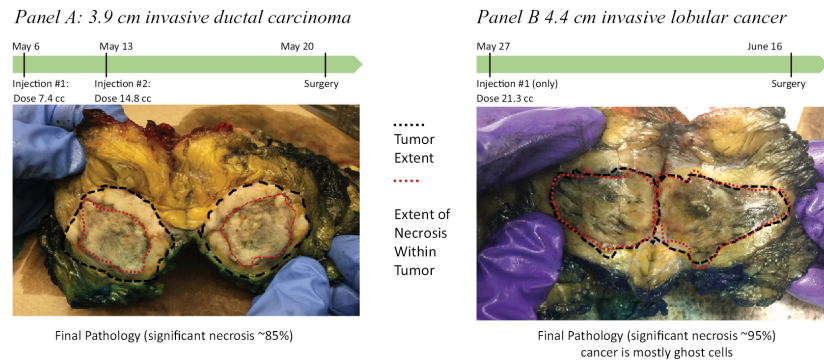 Panel A: 3.9 cm invasive ductal carcinoma
May 6
May 13
May 20
Injection #1:
Dose 7.4 cc
Injection #2:
Dose 14.8 cc
Surgery
Tumor
Extent
Extent of
Necrosis
Within
Tumor
Final Pathology (significant necrosis ~85%)
Panel B 4.4 cm invasive lobular cancer
May 27
June 16
Injection #1 (only)
Dose 21.3 cc
Surgery
Final Pathology (significant necrosis ~95%)
cancer is mostly ghost cells